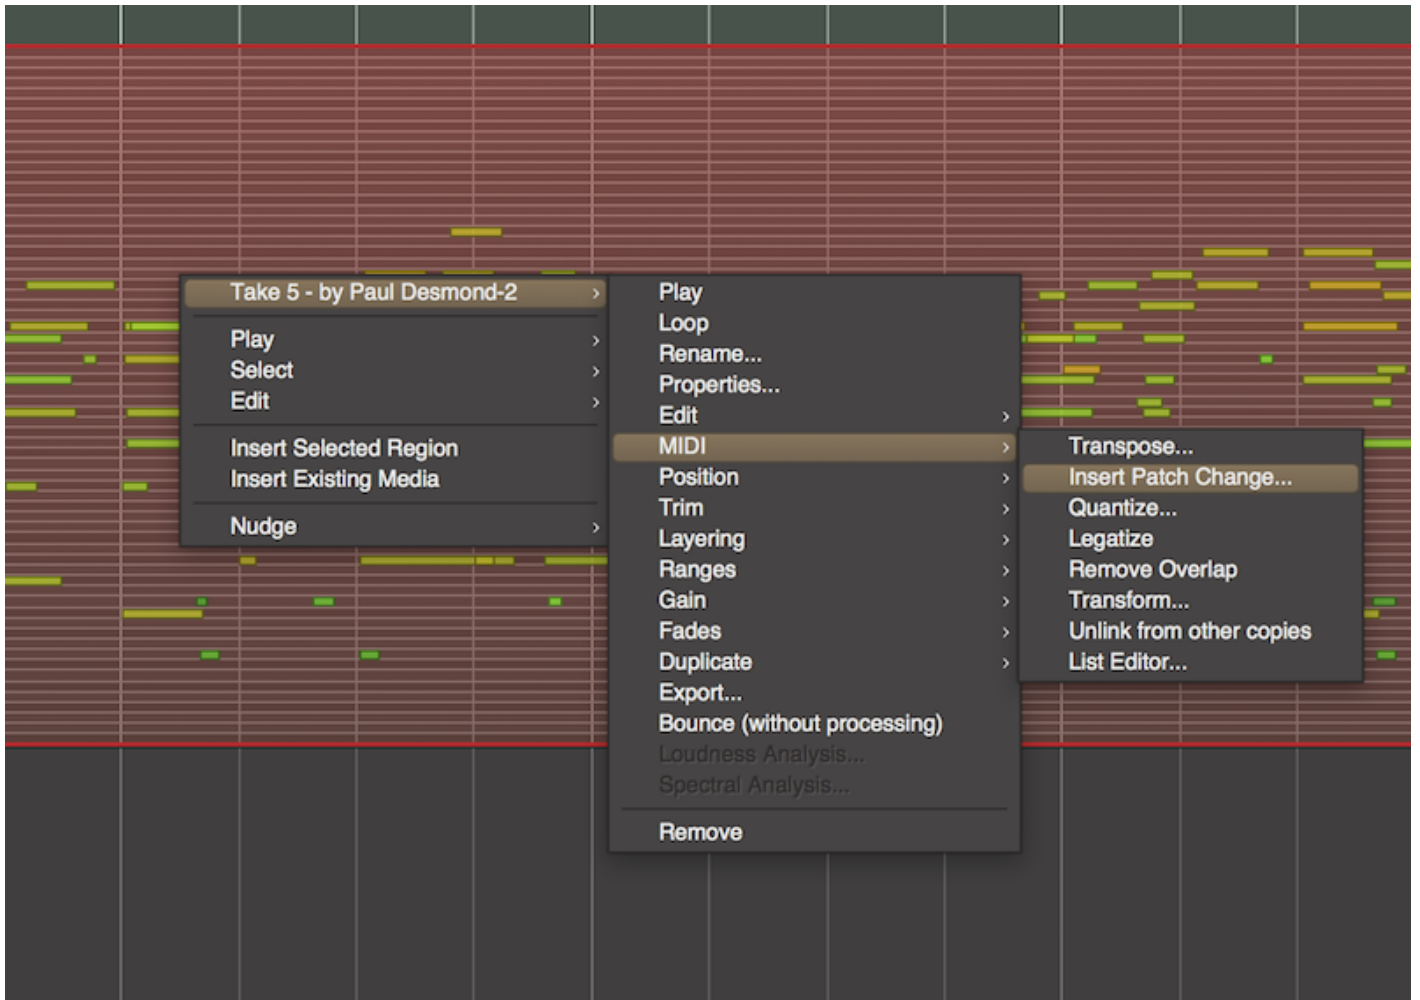 Take 5 - by Paul Desmond-2
Play
Select
Edit
Insert Selected Region
Insert Existing Media
Nudge
Play
Loop
Rename...
Properties...
Edit
MIDI
Position
Trim
Layering
Ranges
Gain
Fades
Duplicate
Export...
Bounce (without processing)
Loudness Analysis...
Spectral Analysis...
Remove
Transpose...
Insert Patch Change...
Quantize...
Legatize
Remove Overlap
Transform...
Unlink from other copies
List Editor...